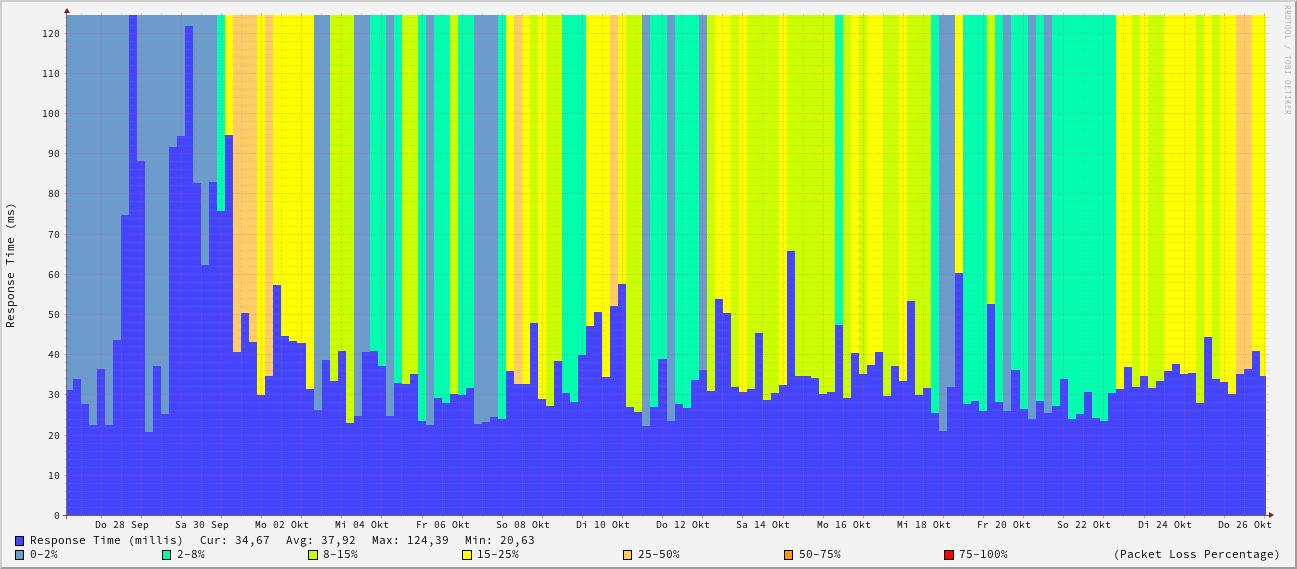 RRDTOOL / TOBI OETIKER
Response Time (ms)
120
110
100
90
80
70
60
50
40
30
20
10
0
Do 28 Sep Sa 30 Sep Mo 02 Okt Mi 04 Okt Fr 06 Okt So 08 Okt Di 10 Okt Do 12 Okt Sa 14 Okt Mo 16 Okt Mi 18 Okt Fr 20 Okt So 22 Okt Di 24 Okt Do 26 Okt
Response Time (millis) Cur: 34,67 Avg: 37,92 Max: 124,39 Min: 20,63
0-2% 2-8% 8-15% 15-25% 25-50% 50-75% 75-100% (Packet Loss Percentage)